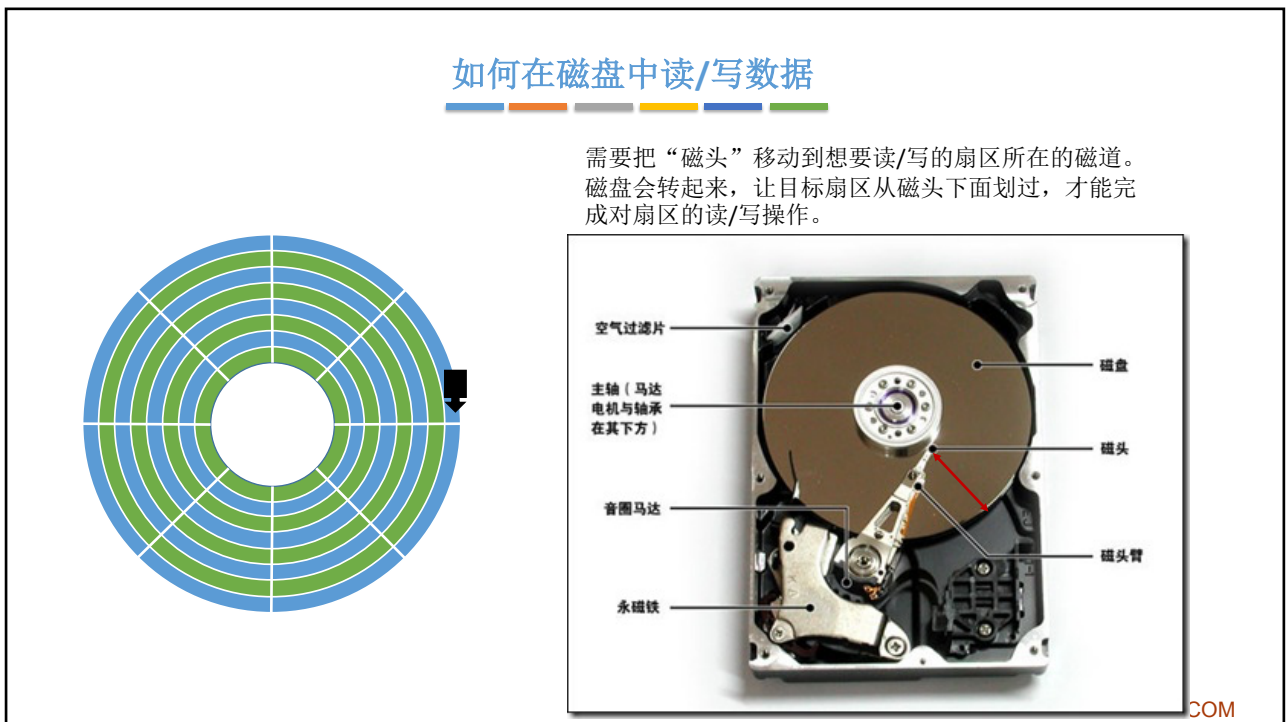 如何在磁盘中读/写数据
需要把“磁头”移动到想要读/写的扇区所在的磁道。
磁盘会转起来，让目标扇区从磁头下面划过，才能完
成对扇区的读/写操作。
空气过滤片
主轴（马达
电机与轴承
在其下方）
音圈马达
永磁铁
磁盘
磁头
磁头臂
COM